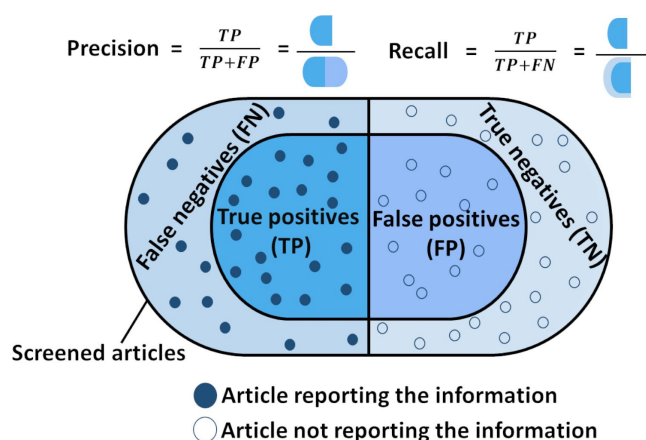 Precision = TP / TP+FP = Recall = TP / TP+FN =
False negatives (FN)
True negatives (TN)
True positives
(TP)
False positives
(FP)
Screened articles
Article reporting the information
Article not reporting the information